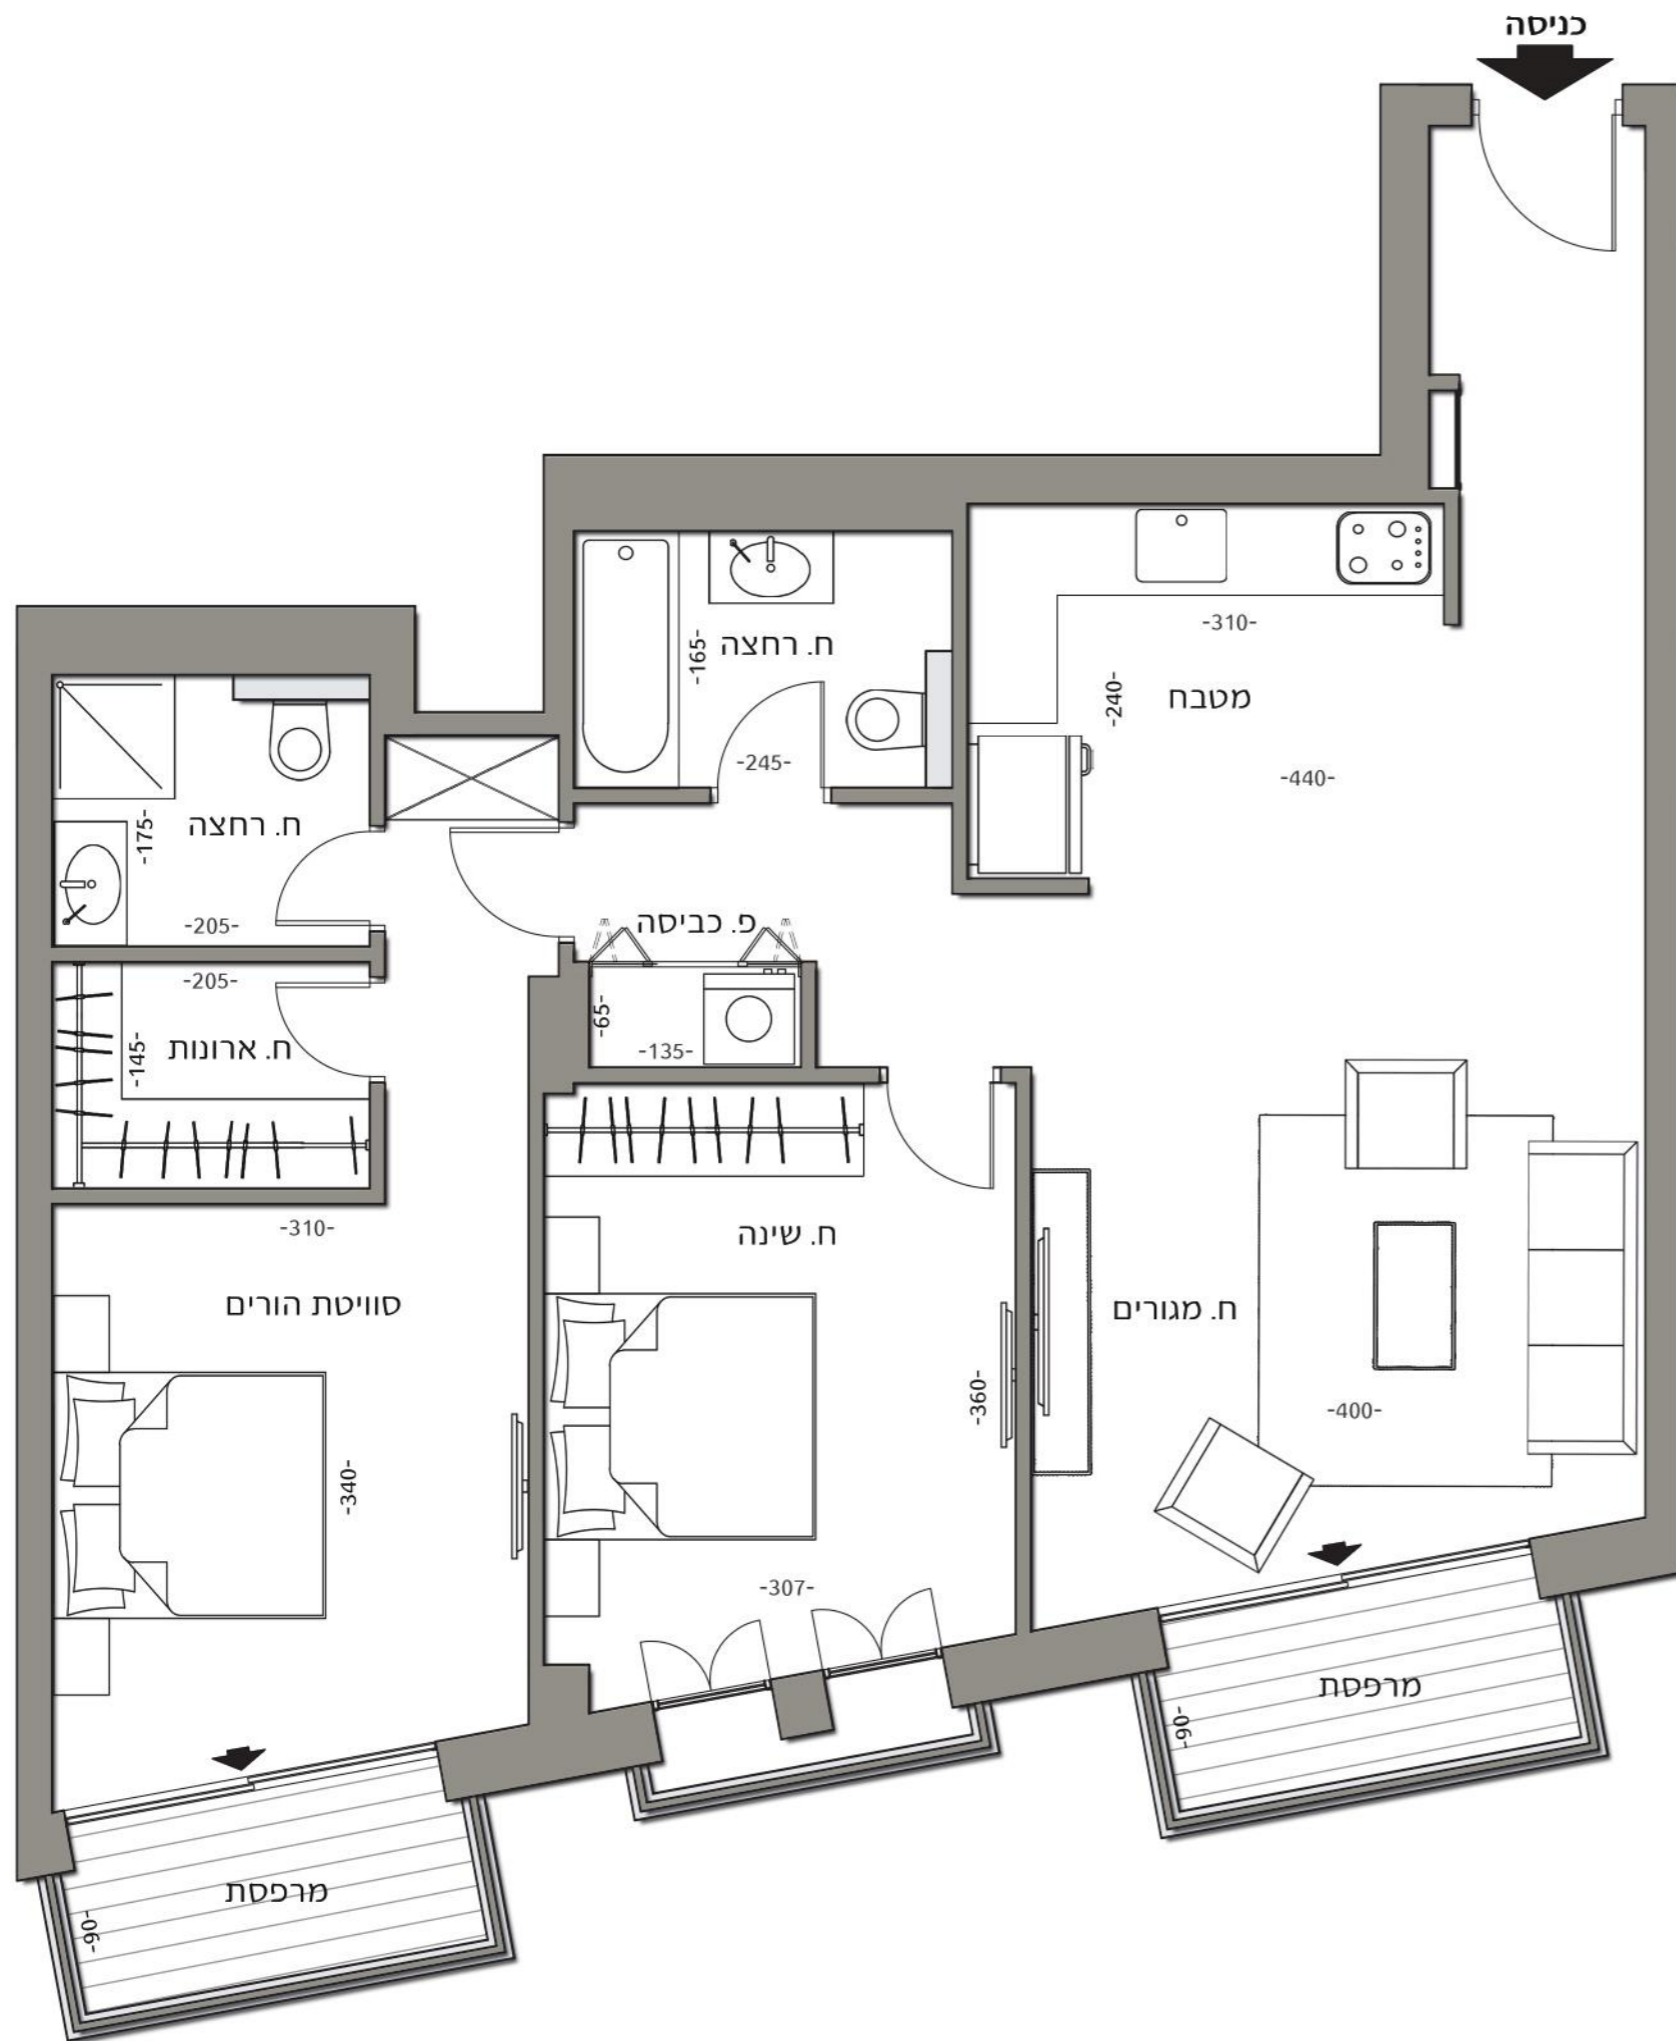 כניסה
-310-
-165-
ח. רחצה
-240-
מטבח
-245-
-440-
-175-
ח. רחצה
-205-
פ. כביסה
-205-
-65-
-135-
-145-
ח. ארונות
-310-
ח. שינה
סוויטת הורים
ח. מגורים
-360-
-400-
-340-
-307-
מרפסת
-90-
מרפסת
-90-